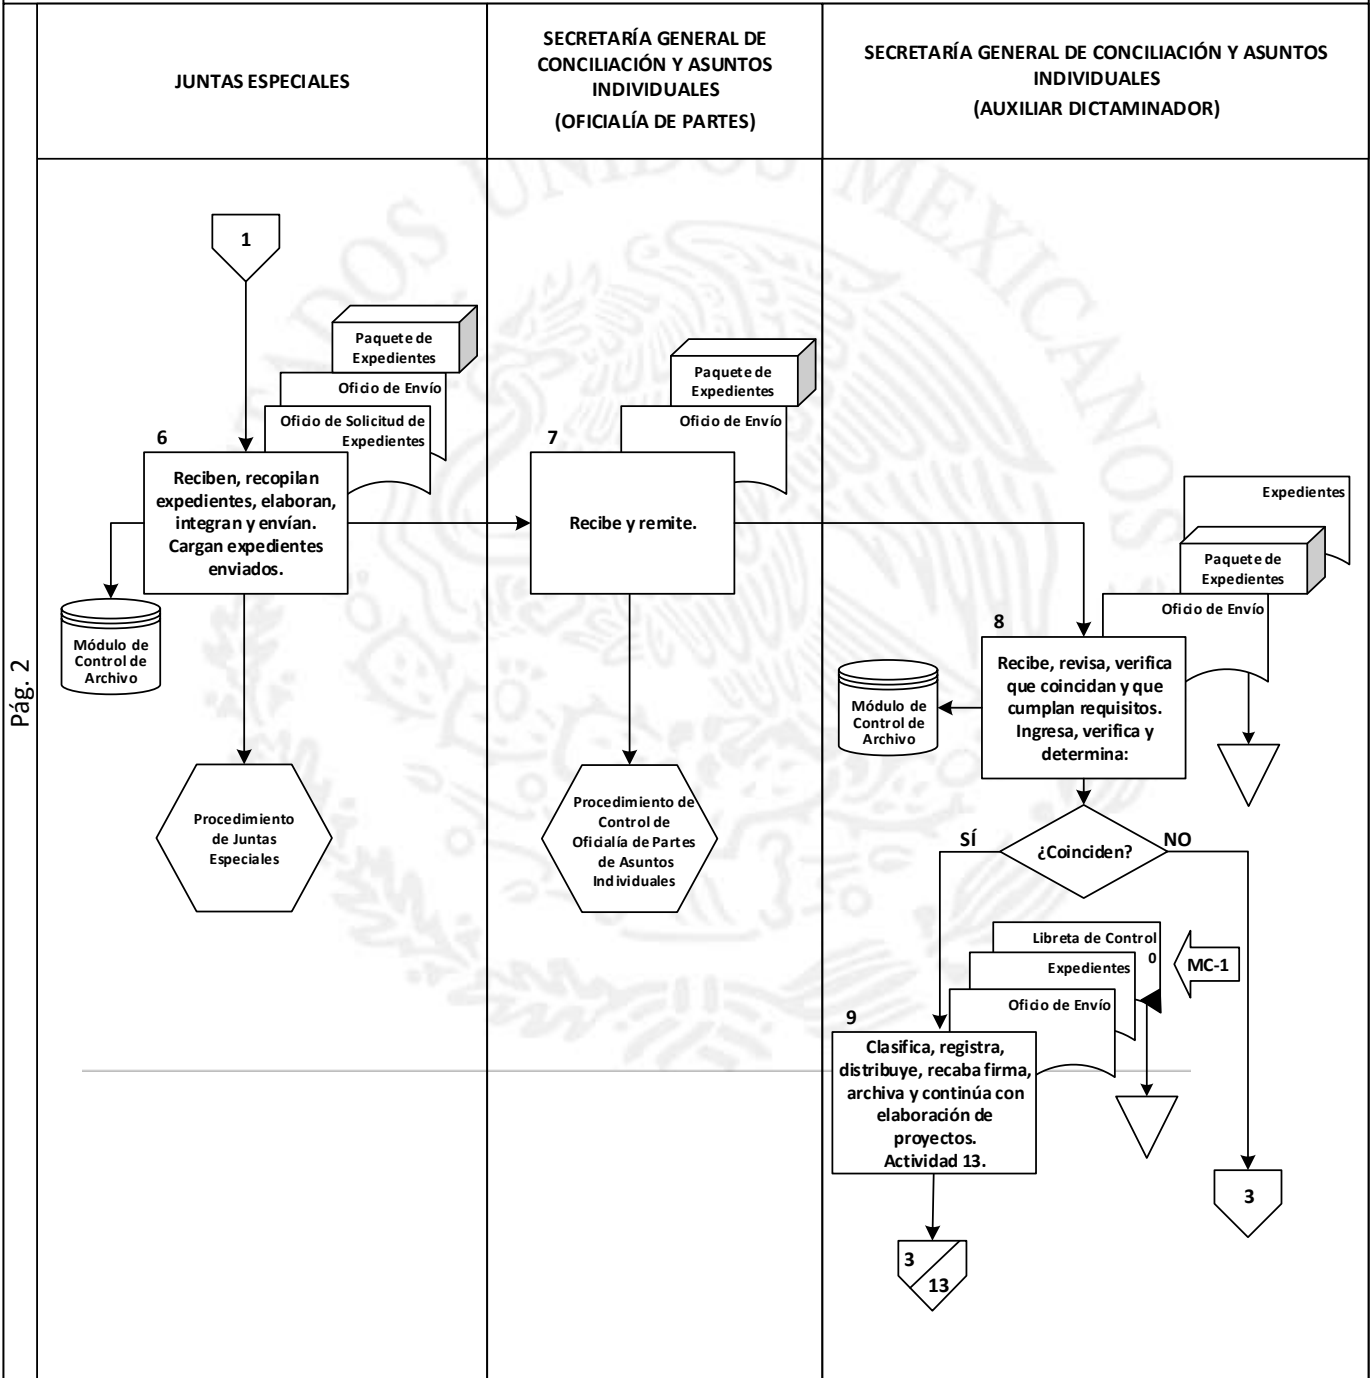 JUNTAS ESPECIALES
SECRETARÍA GENERAL DE
CONCILIACIÓN Y ASUNTOS
INDIVIDUALES
(OFICIALÍA DE PARTES)
SECRETARÍA GENERAL DE CONCILIACIÓN Y ASUNTOS
INDIVIDUALES
(AUXILIAR DICTAMINADOR)
Pág. 2
ESTADOS UNIDOS MEXICANOS
1
Paquete de
Expedientes
Oficio de Envío
Oficio de Solicitud de
Expedientes
6
Reciben, recopilan
expedientes, elaboran,
integran y envían.
Cargan expedientes
enviados.
Módulo de
Control de
Archivo
Procedimiento
de Juntas
Especiales
Paquete de
Expedientes
Oficio de Envío
7
Recibe y remite.
Procedimiento de
Control de
Oficialía de Partes
de Asuntos
Individuales
Expedientes
Paquete de
Expedientes
Oficio de Envío
8
Recibe, revisa, verifica
que coincidan y que
cumplan requisitos.
Ingresa, verifica y
determina:
Módulo de
Control de
Archivo
¿Coinciden?
SÍ
NO
Libreta de Control
0
Expedientes
Oficio de Envío
MC-1
9
Clasifica, registra,
distribuye, recaba firma,
archiva y continúa con
elaboración de
proyectos.
Actividad 13.
3
3
13